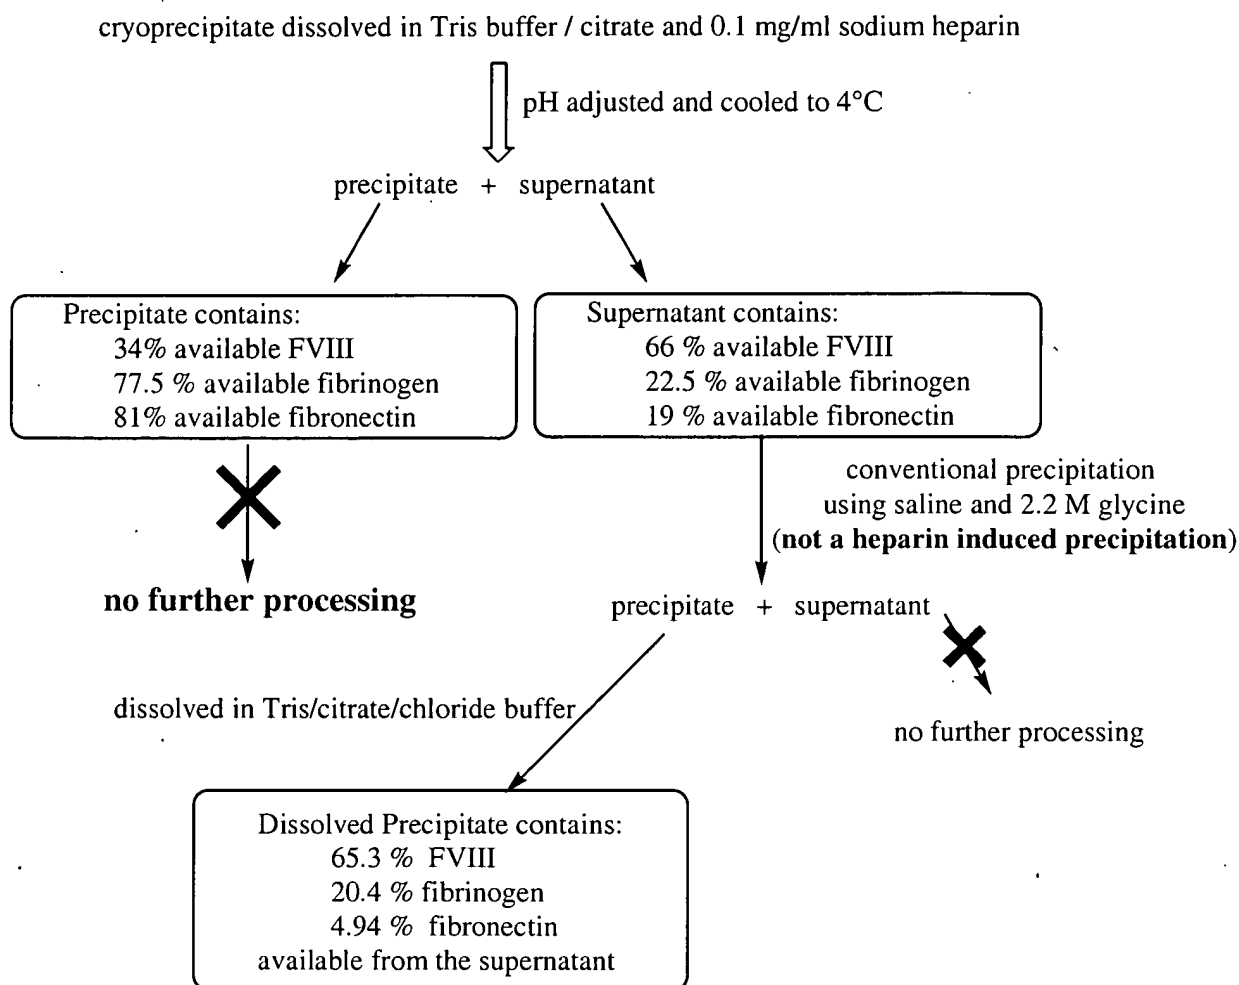 cryoprecipitate dissolved in Tris buffer / citrate and 0.1 mg/ml sodium heparin
pH adjusted and cooled to 4°C
precipitate + supernatant
Precipitate contains:
34% available FVIII
77.5 % available fibrinogen
81% available fibronectin
Supernatant contains:
66 % available FVIII
22.5 % available fibrinogen
19 % available fibronectin
conventional precipitation
using saline and 2.2 M glycine
(not a heparin induced precipitation)
no further processing
precipitate + supernatant
dissolved in Tris/citrate/chloride buffer
no further processing
Dissolved Precipitate contains:
65.3 % FVIII
20.4 % fibrinogen
4.94 % fibronectin
available from the supernatant